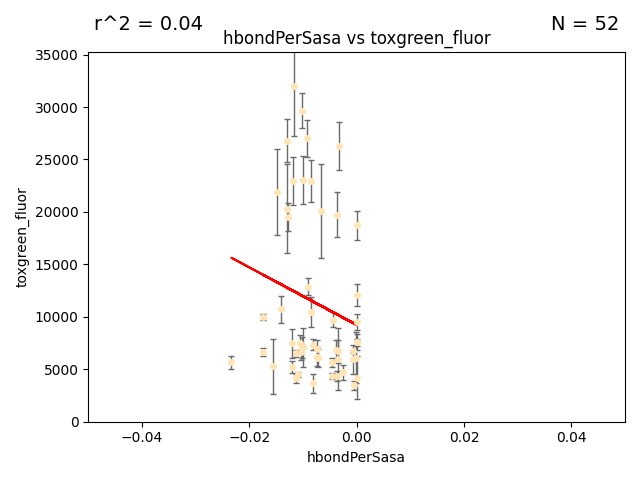 r^2 = 0.04
N = 52
hbondPerSasa vs toxgreen_fluor
toxgreen_fluor
35000
30000
25000
20000
15000
10000
5000
0
−0.04
−0.02
0.00
0.02
0.04
hbondPerSasa